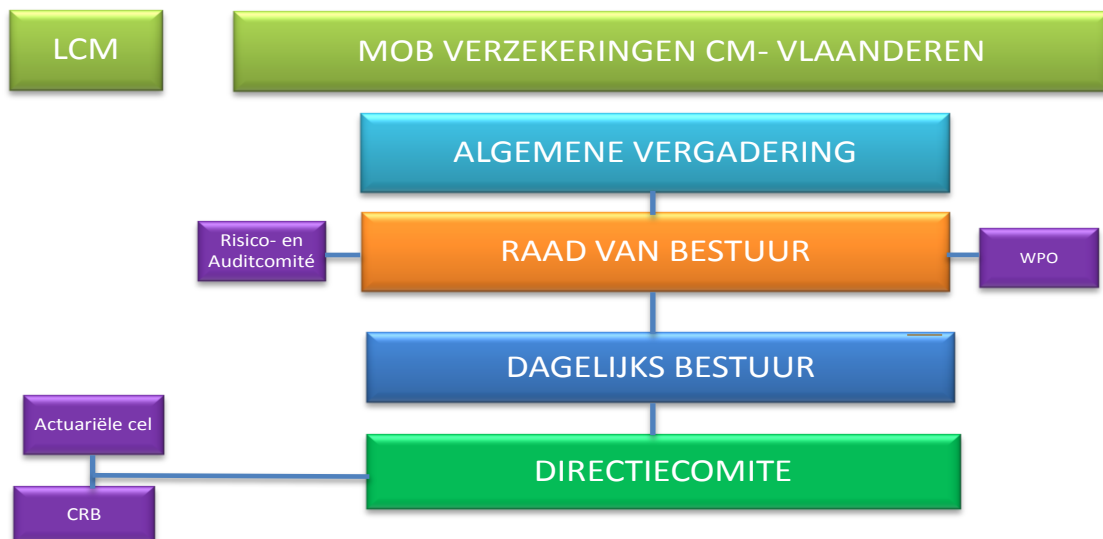 LCM
MOB VERZEKERINGEN CM- VLAANDEREN
ALGEMENE VERGADERING
Risico- en
Auditcomité
RAAD VAN BESTUUR
WPO
DAGELIJKS BESTUUR
Actuariële cel
DIRECTIECOMITE
CRB